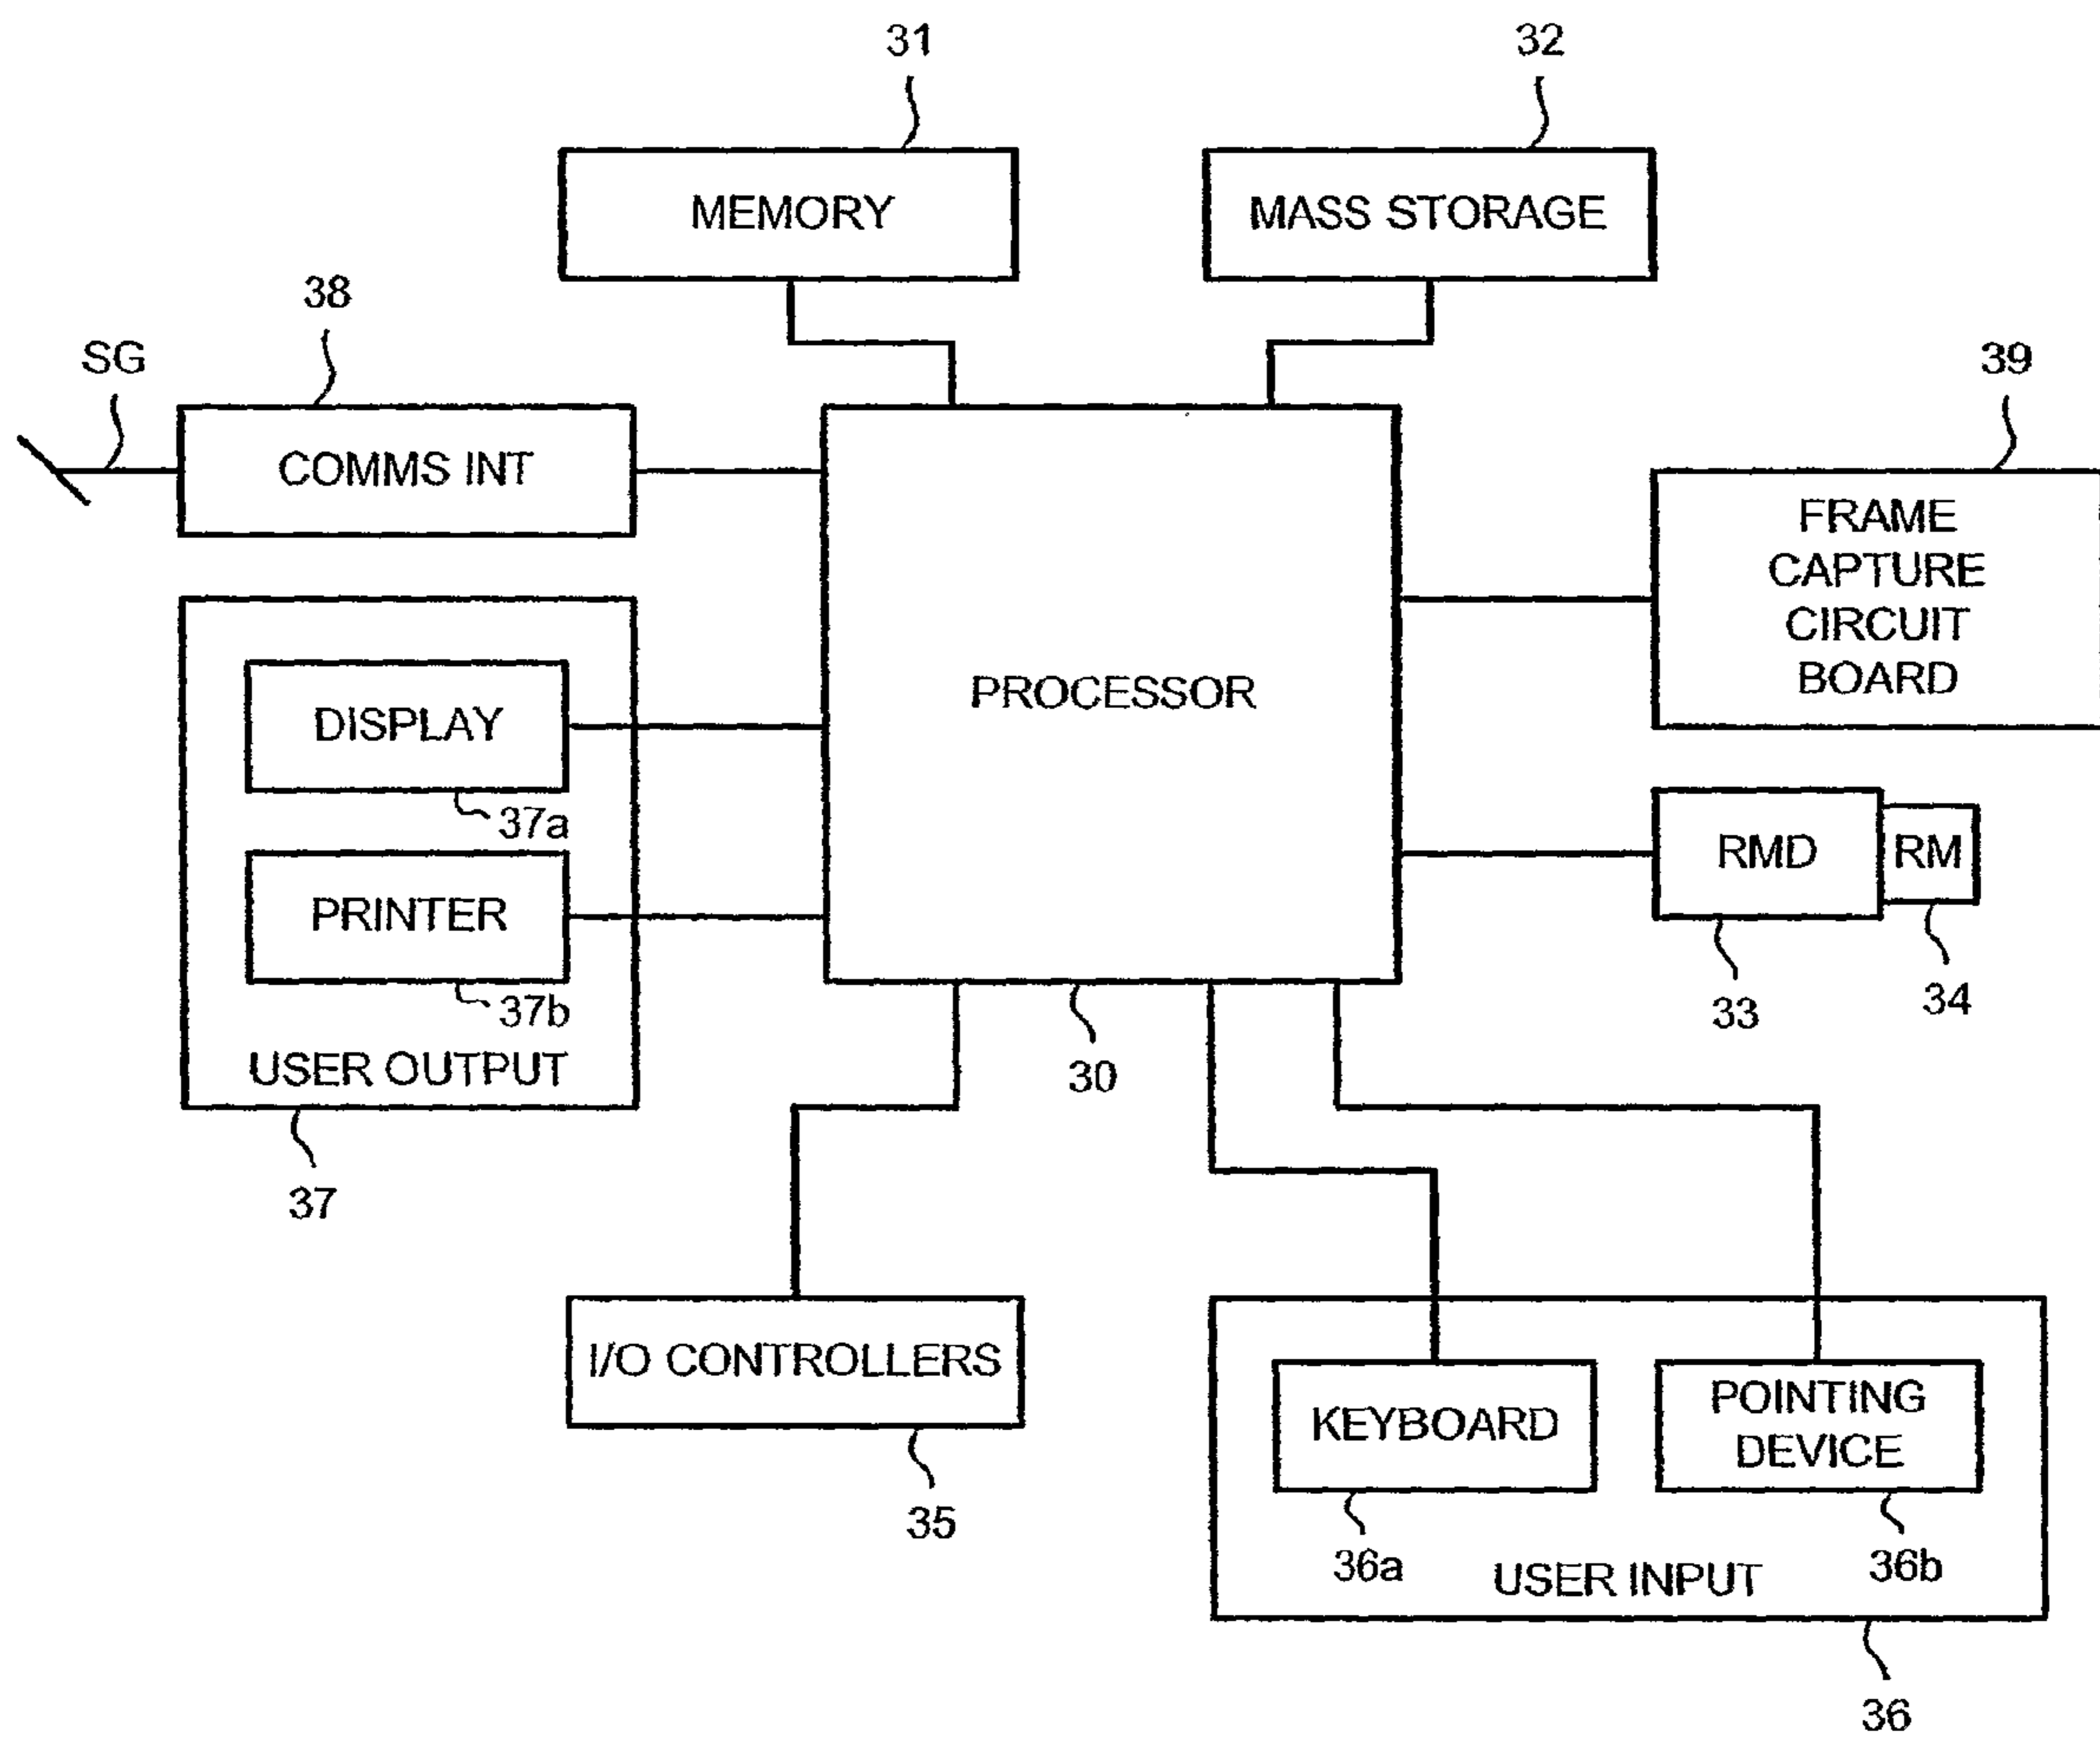 31
32
MEMORY
MASS STORAGE
38
SG
39
COMMS INT
FRAME
CAPTURE
CIRCUIT
BOARD
PROCESSOR
DISPLAY
37a
RMD
RM
PRINTER
37b
33
34
USER OUTPUT
30
37
I/O CONTROLLERS
35
KEYBOARD
POINTING
DEVICE
36a
36b
USER INPUT
36